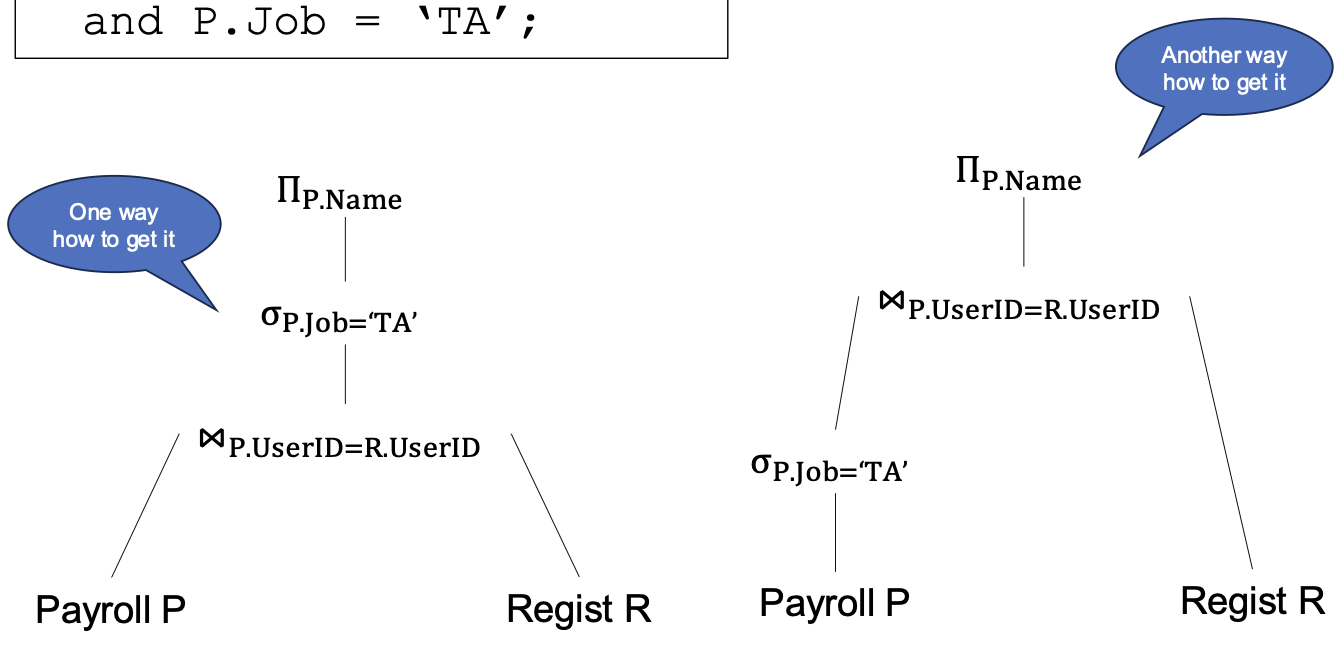 and P.Job = ‘TA’;
Another way
how to get it
One way
how to get it
Π P.Name
σ P.Job=‘TA’
⋈ P.UserID=R.UserID
Payroll P
Regist R
Π P.Name
⋈ P.UserID=R.UserID
σ P.Job=‘TA’
Payroll P
Regist R